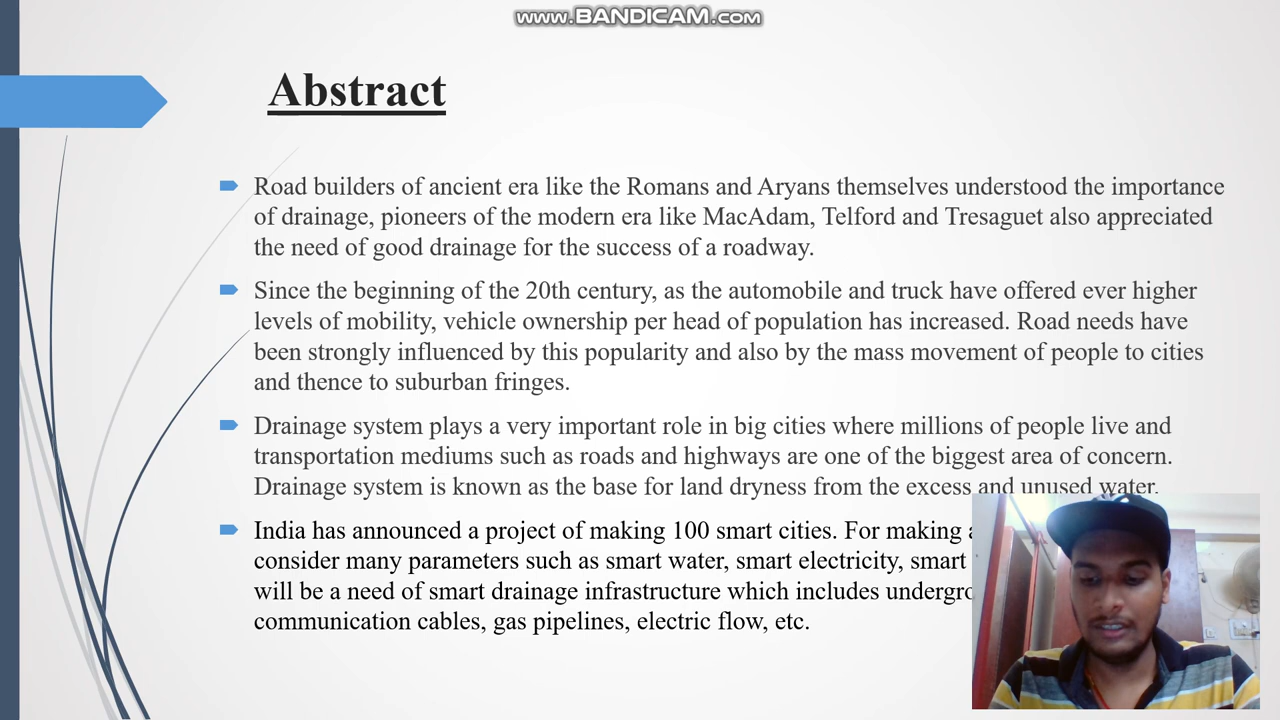 www.BANDICAM.com
Abstract
Road builders of ancient era like the Romans and Aryans themselves understood the importance
of drainage, pioneers of the modern era like MacAdam, Telford and Tresaguet also appreciated
the need of good drainage for the success of a roadway.
Since the beginning of the 20th century, as the automobile and truck have offered ever higher
levels of mobility, vehicle ownership per head of population has increased. Road needs have
been strongly influenced by this popularity and also by the mass movement of people to cities
and thence to suburban fringes.
Drainage system plays a very important role in big cities where millions of people live and
transportation mediums such as roads and highways are one of the biggest area of concern.
Drainage system is known as the base for land dryness from the excess and unused water.
India has announced a project of making 100 smart cities. For making
consider many parameters such as smart water, smart electricity, smart
will be a need of smart drainage infrastructure which includes
communication cables, gas pipelines, electric flow, etc.